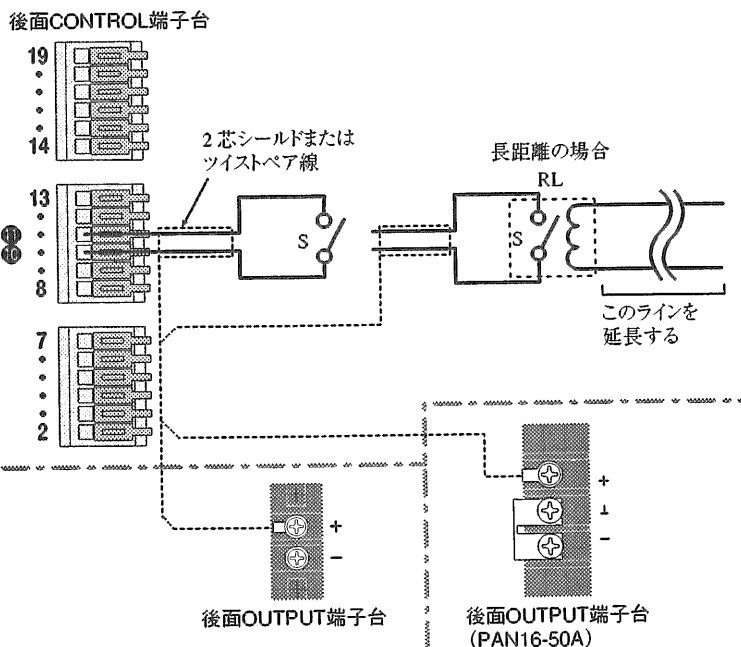 後面CONTROL端子台
19
14
2芯シールドまたは
ツイストペア線
長距離の場合
RL
13
⓫
S
S
❿
8
このラインを
延長する
7
2
+
⊥
−
+
−
後面OUTPUT端子台
後面OUTPUT端子台
(PAN16-50A)